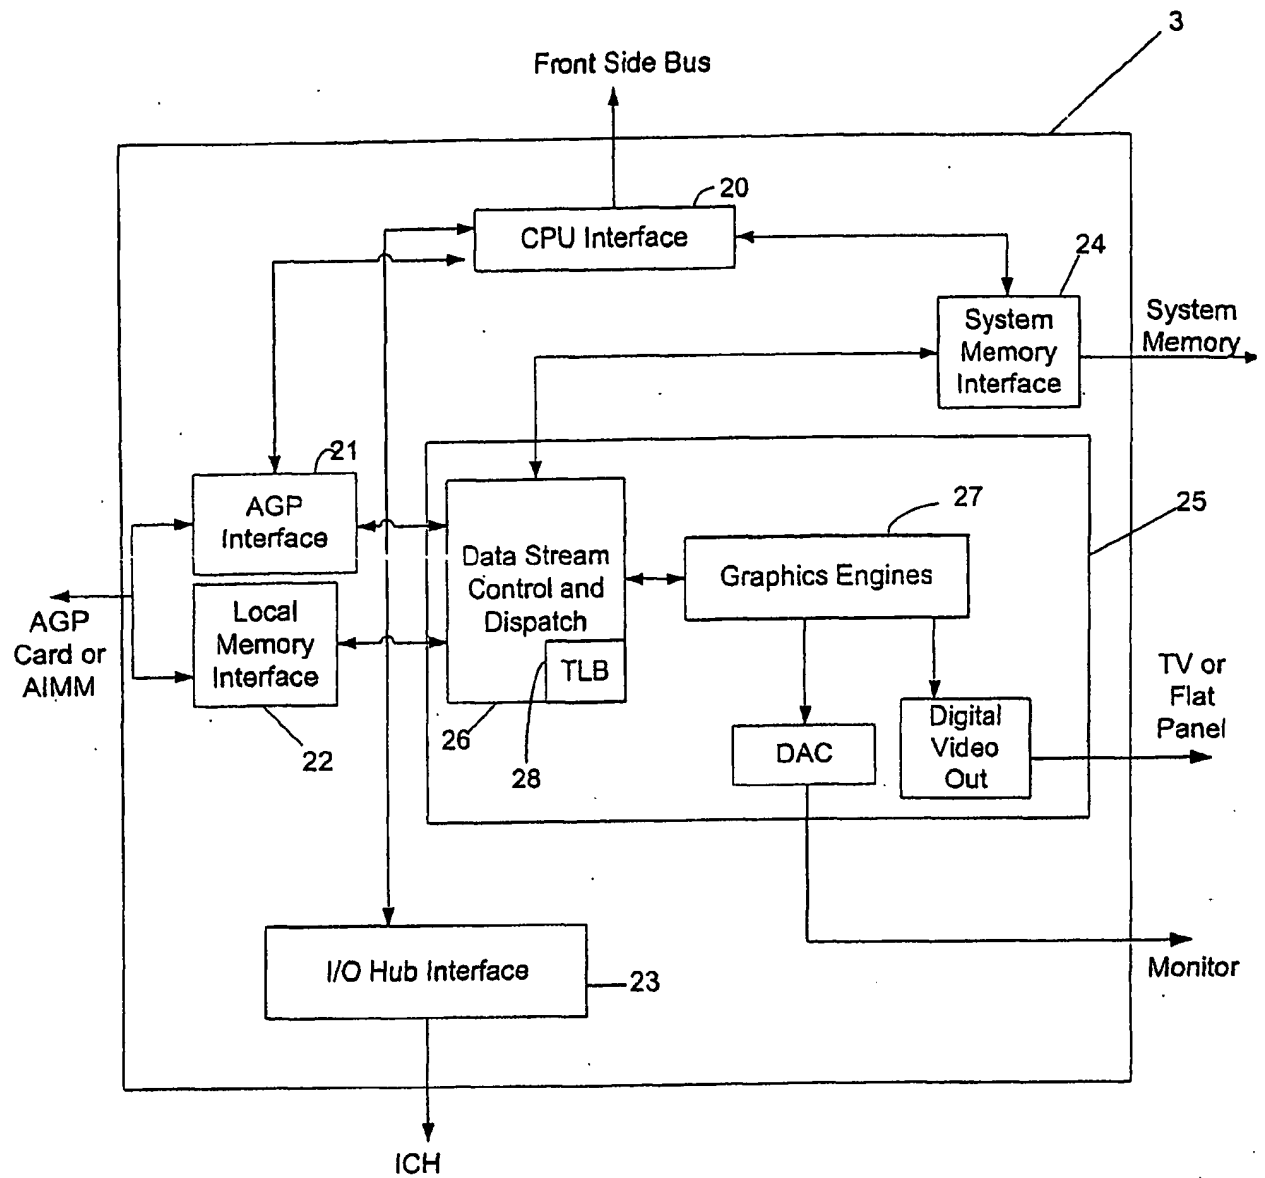 3
Front Side Bus
20
CPU Interface
24
System
Memory
Interface
System
Memory
21
AGP
Interface
Local
Memory
Interface
22
AGP
Card or
AIMM
25
Data Stream
Control and
Dispatch
TLB
26
28
27
Graphics Engines
DAC
Digital
Video
Out
TV or
Flat
Panel
Monitor
I/O Hub Interface
23
ICH